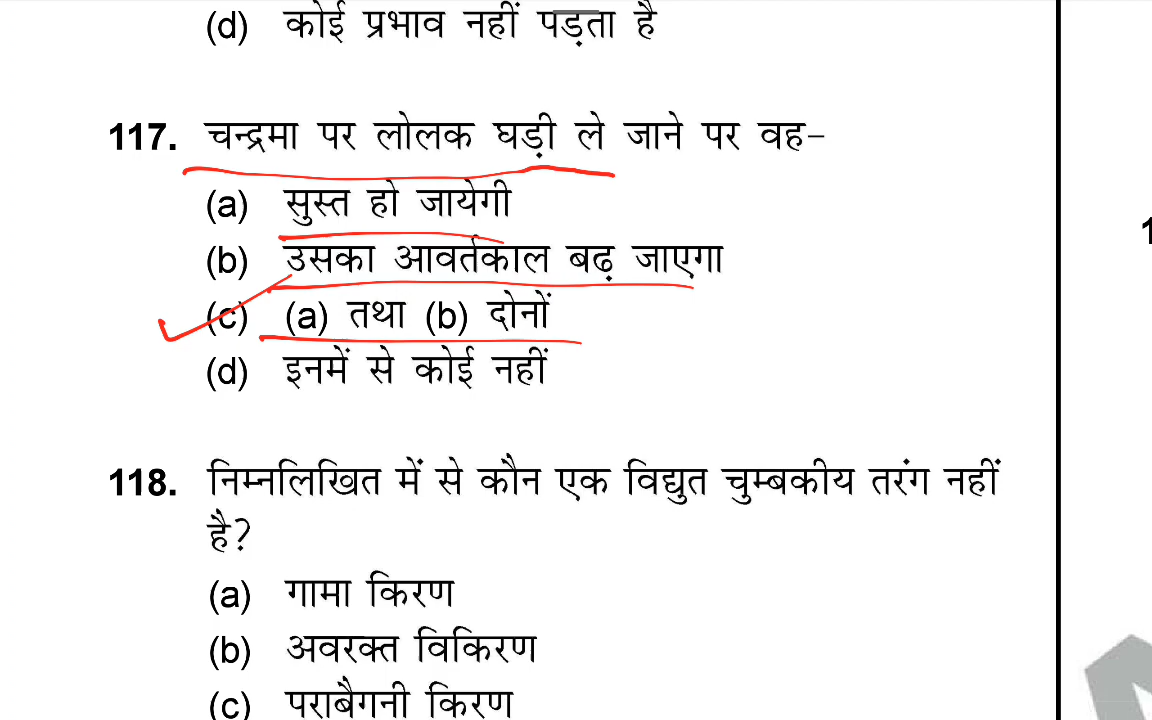 (d) कोई प्रभाव नहीं पड़ता है
117. चन्द्रमा पर लोलक घड़ी ले जाने पर वह–
(a) सुस्त हो जायेगी
(b) उसका आवर्तकाल बढ़ जाएगा
(c) (a) तथा (b) दोनों
(d) इनमें से कोई नहीं
118. निम्नलिखित में से कौन एक विद्युत चुम्बकीय तरंग नहीं
है?
(a) गामा किरण
(b) अवरक्त विकिरण
(c) पराबैगनी किरण
1